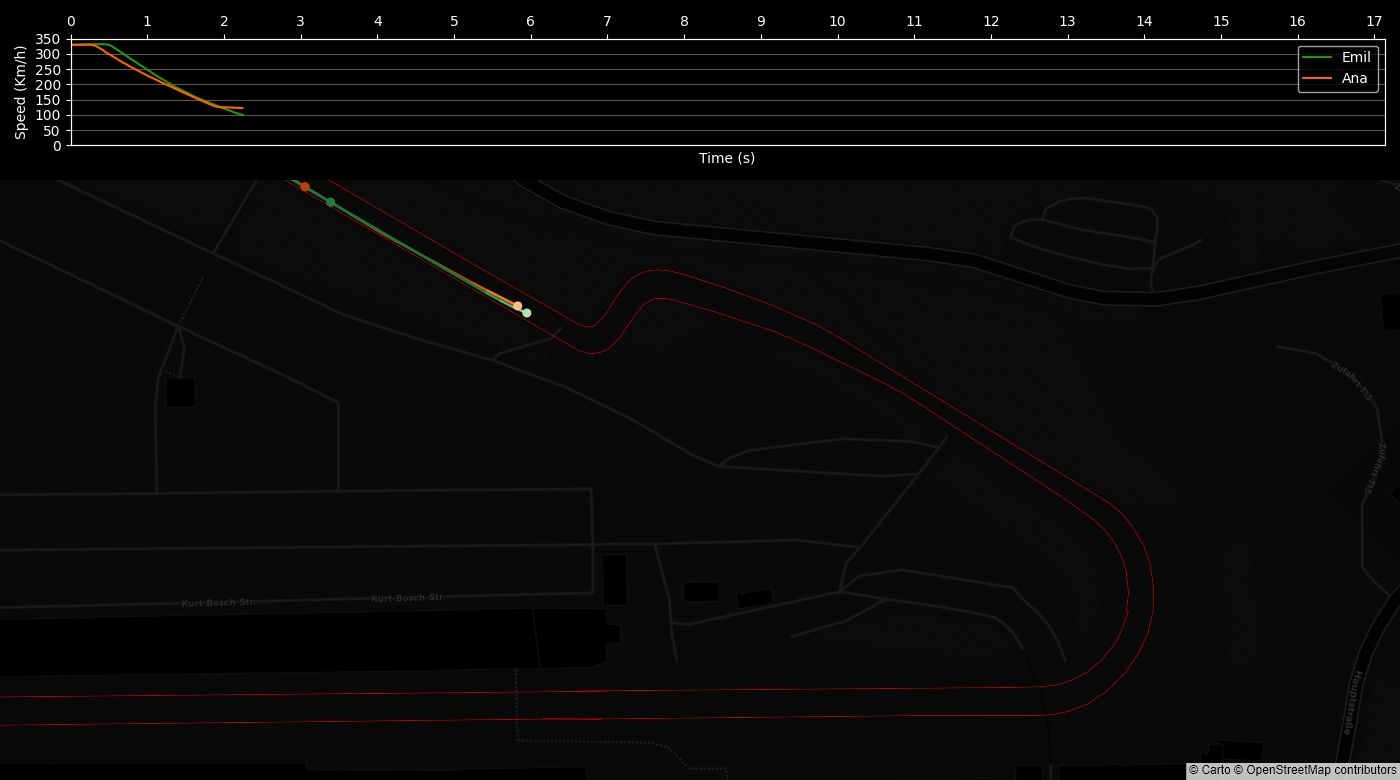 0 1 2 3 4 5 6 7 8 9 10 11 12 13 14 15 16 17
350
300
250
200
150
100
50
0
Speed (Km/h)
Emil
Ana
Time (s)
Zufahrt T15
Zufahrt T15
Kurt-Bosch-Str.
Kurt-Bosch-Str.
Hauptstraße
© Carto © OpenStreetMap contributors